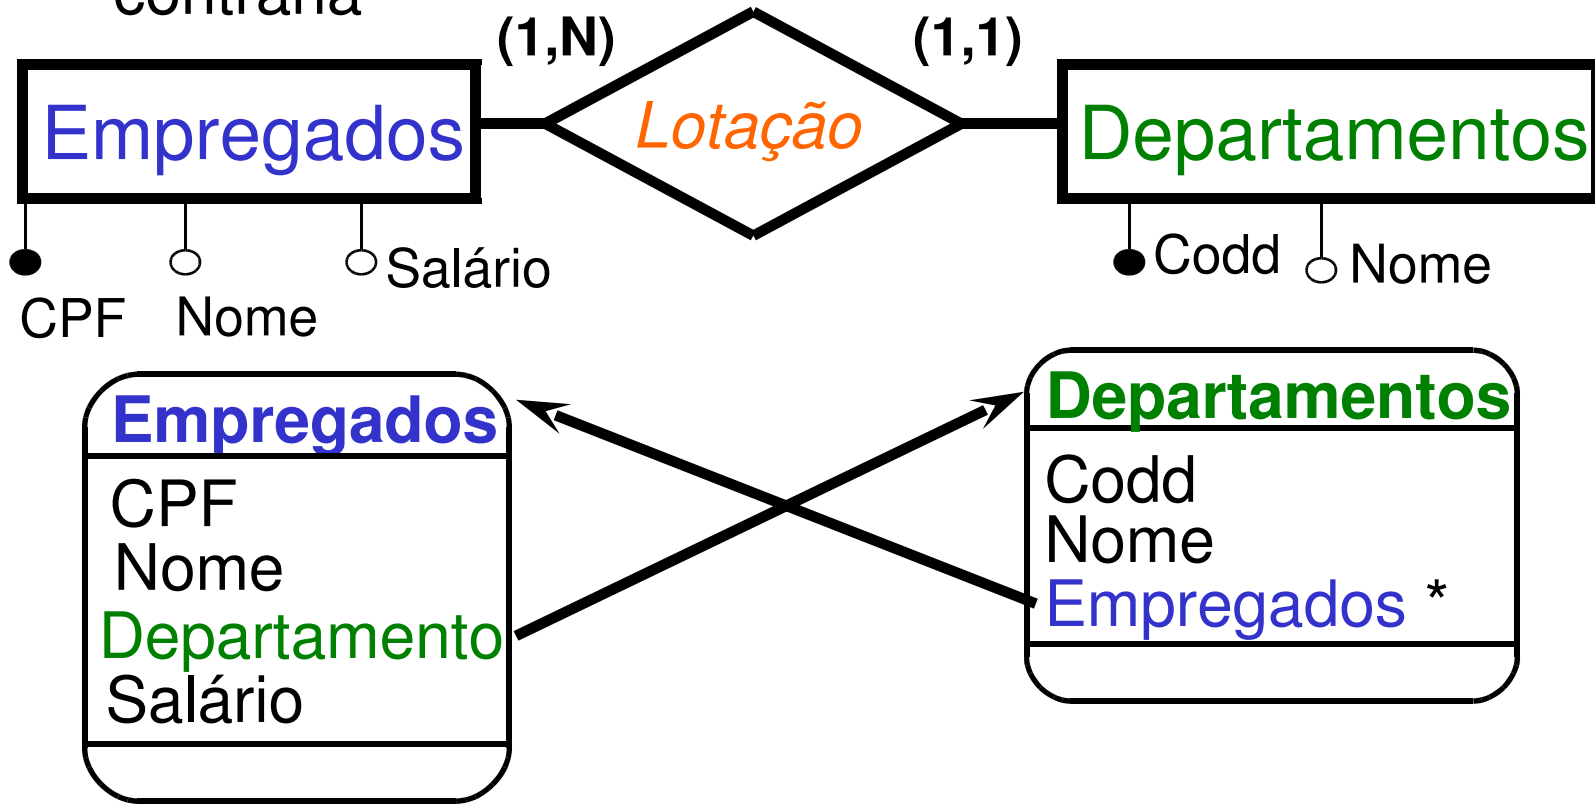 contrária
(1,N) (1,1)
Empregados Lotação Departamentos
Salário Codd Nome
CPF Nome
Empregados
CPF
Nome
Departamento
Salário
Departamentos
Codd
Nome
Empregados *